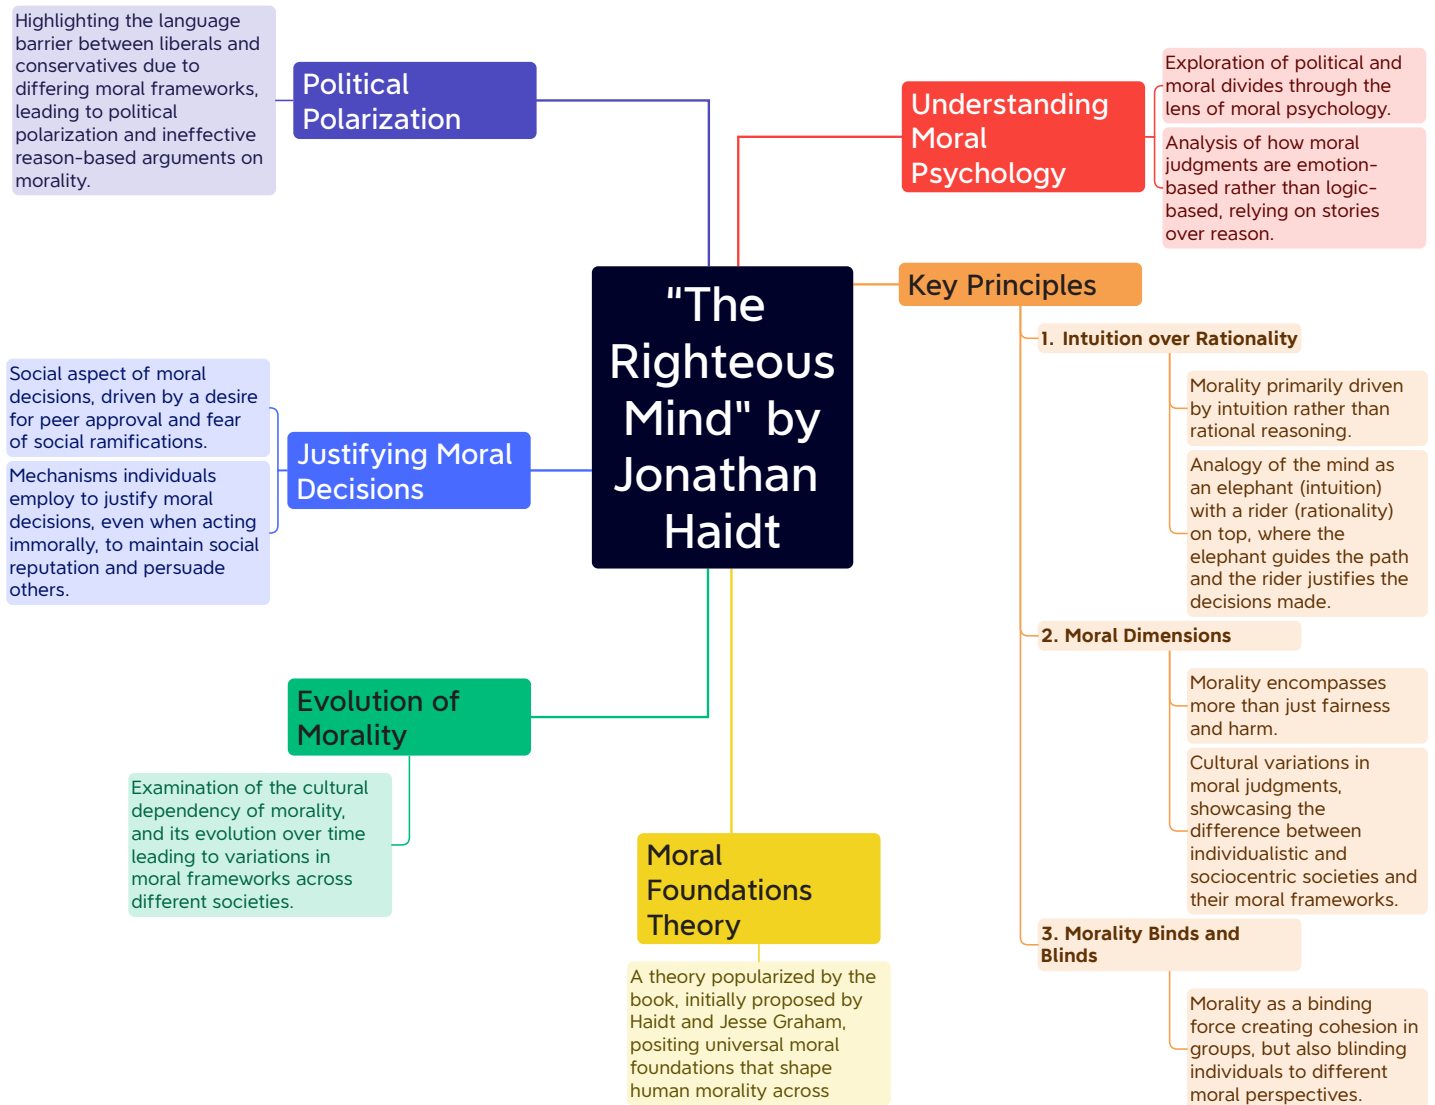 "The
Righteous
Mind" by
Jonathan
Haidt
Understanding
Moral
Psychology
Exploration of political and
moral divides through the
lens of moral psychology.
Analysis of how moral
judgments are emotion-
based rather than logic-
based, relying on stories
over reason.
Key Principles
1. Intuition over Rationality
Morality primarily driven
by intuition rather than
rational reasoning.
Analogy of the mind as
an elephant (intuition)
with a rider (rationality)
on top, where the
elephant guides the path
and the rider justifies the
decisions made.
2. Moral Dimensions
Morality encompasses
more than just fairness
and harm.
Cultural variations in
moral judgments,
showcasing the
difference between
individualistic and
sociocentric societies and
their moral frameworks.
3. Morality Binds and
Blinds
Morality as a binding
force creating cohesion in
groups, but also blinding
individuals to different
moral perspectives.
Moral
Foundations
Theory
A theory popularized by the
book, initially proposed by
Haidt and Jesse Graham,
positing universal moral
foundations that shape
human morality across
Evolution of
Morality
Examination of the cultural
dependency of morality,
and its evolution over time
leading to variations in
moral frameworks across
different societies.
Justifying Moral
Decisions
Social aspect of moral
decisions, driven by a desire
for peer approval and fear
of social ramifications.
Mechanisms individuals
employ to justify moral
decisions, even when acting
immorally, to maintain social
reputation and persuade
others.
Political
Polarization
Highlighting the language
barrier between liberals and
conservatives due to
differing moral frameworks,
leading to political
polarization and ineffective
reason-based arguments on
morality.